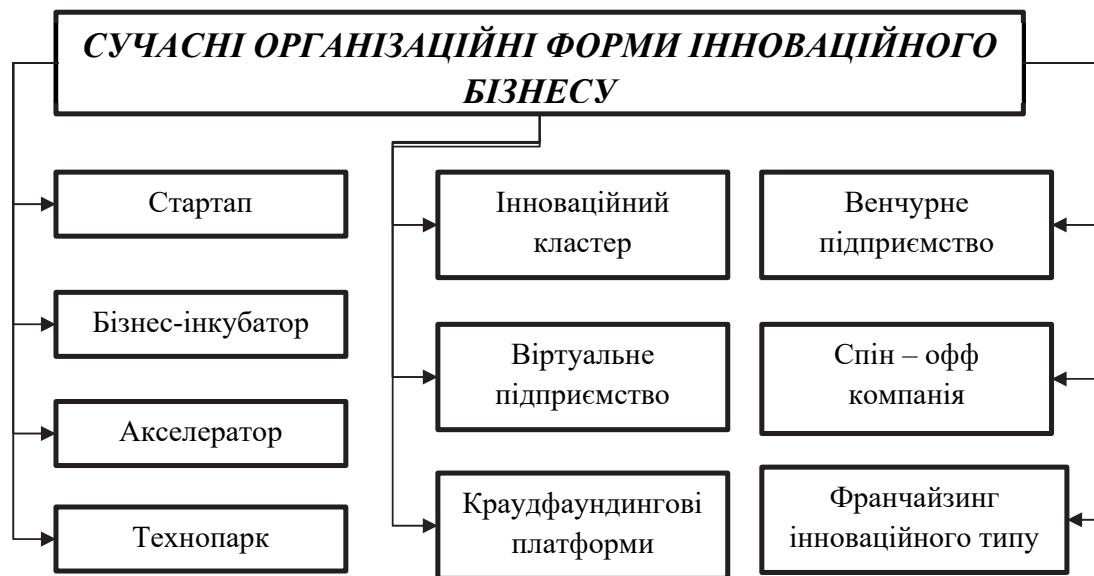 СУЧАСНІ ОРГАНІЗАЦІЙНІ ФОРМИ ІННОВАЦІЙНОГО
БІЗНЕСУ
Стартап
Бізнес-інкубатор
Акселератор
Технопарк
Інноваційний
кластер
Віртуальне
підприємство
Краудфаундингові
платформи
Венчурне
підприємство
Спін – офф
компанія
Франчайзинг
інноваційного типу